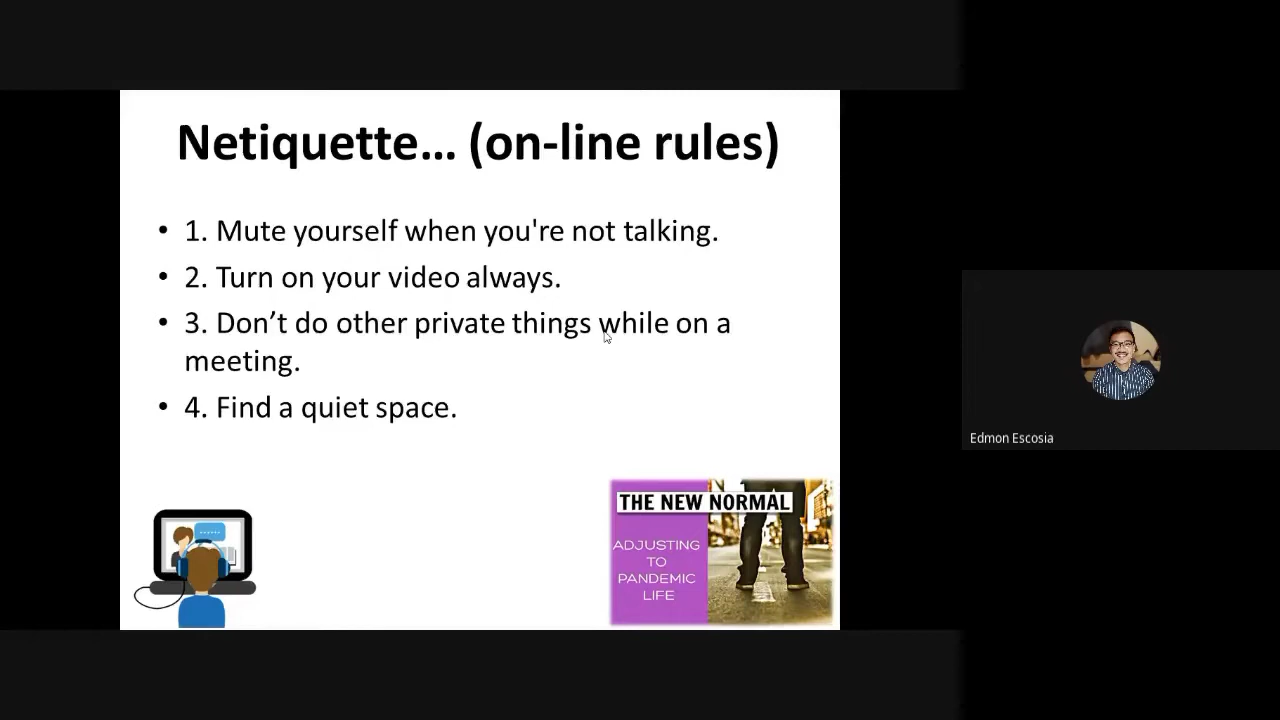 Netiquette... (on-line rules)
• 1. Mute yourself when you're not talking.
• 2. Turn on your video always.
• 3. Don’t do other private things while on a
meeting.
• 4. Find a quiet space.
THE NEW NORMAL
ADJUSTING
TO
PANDEMIC
LIFE
Edmon Escosia